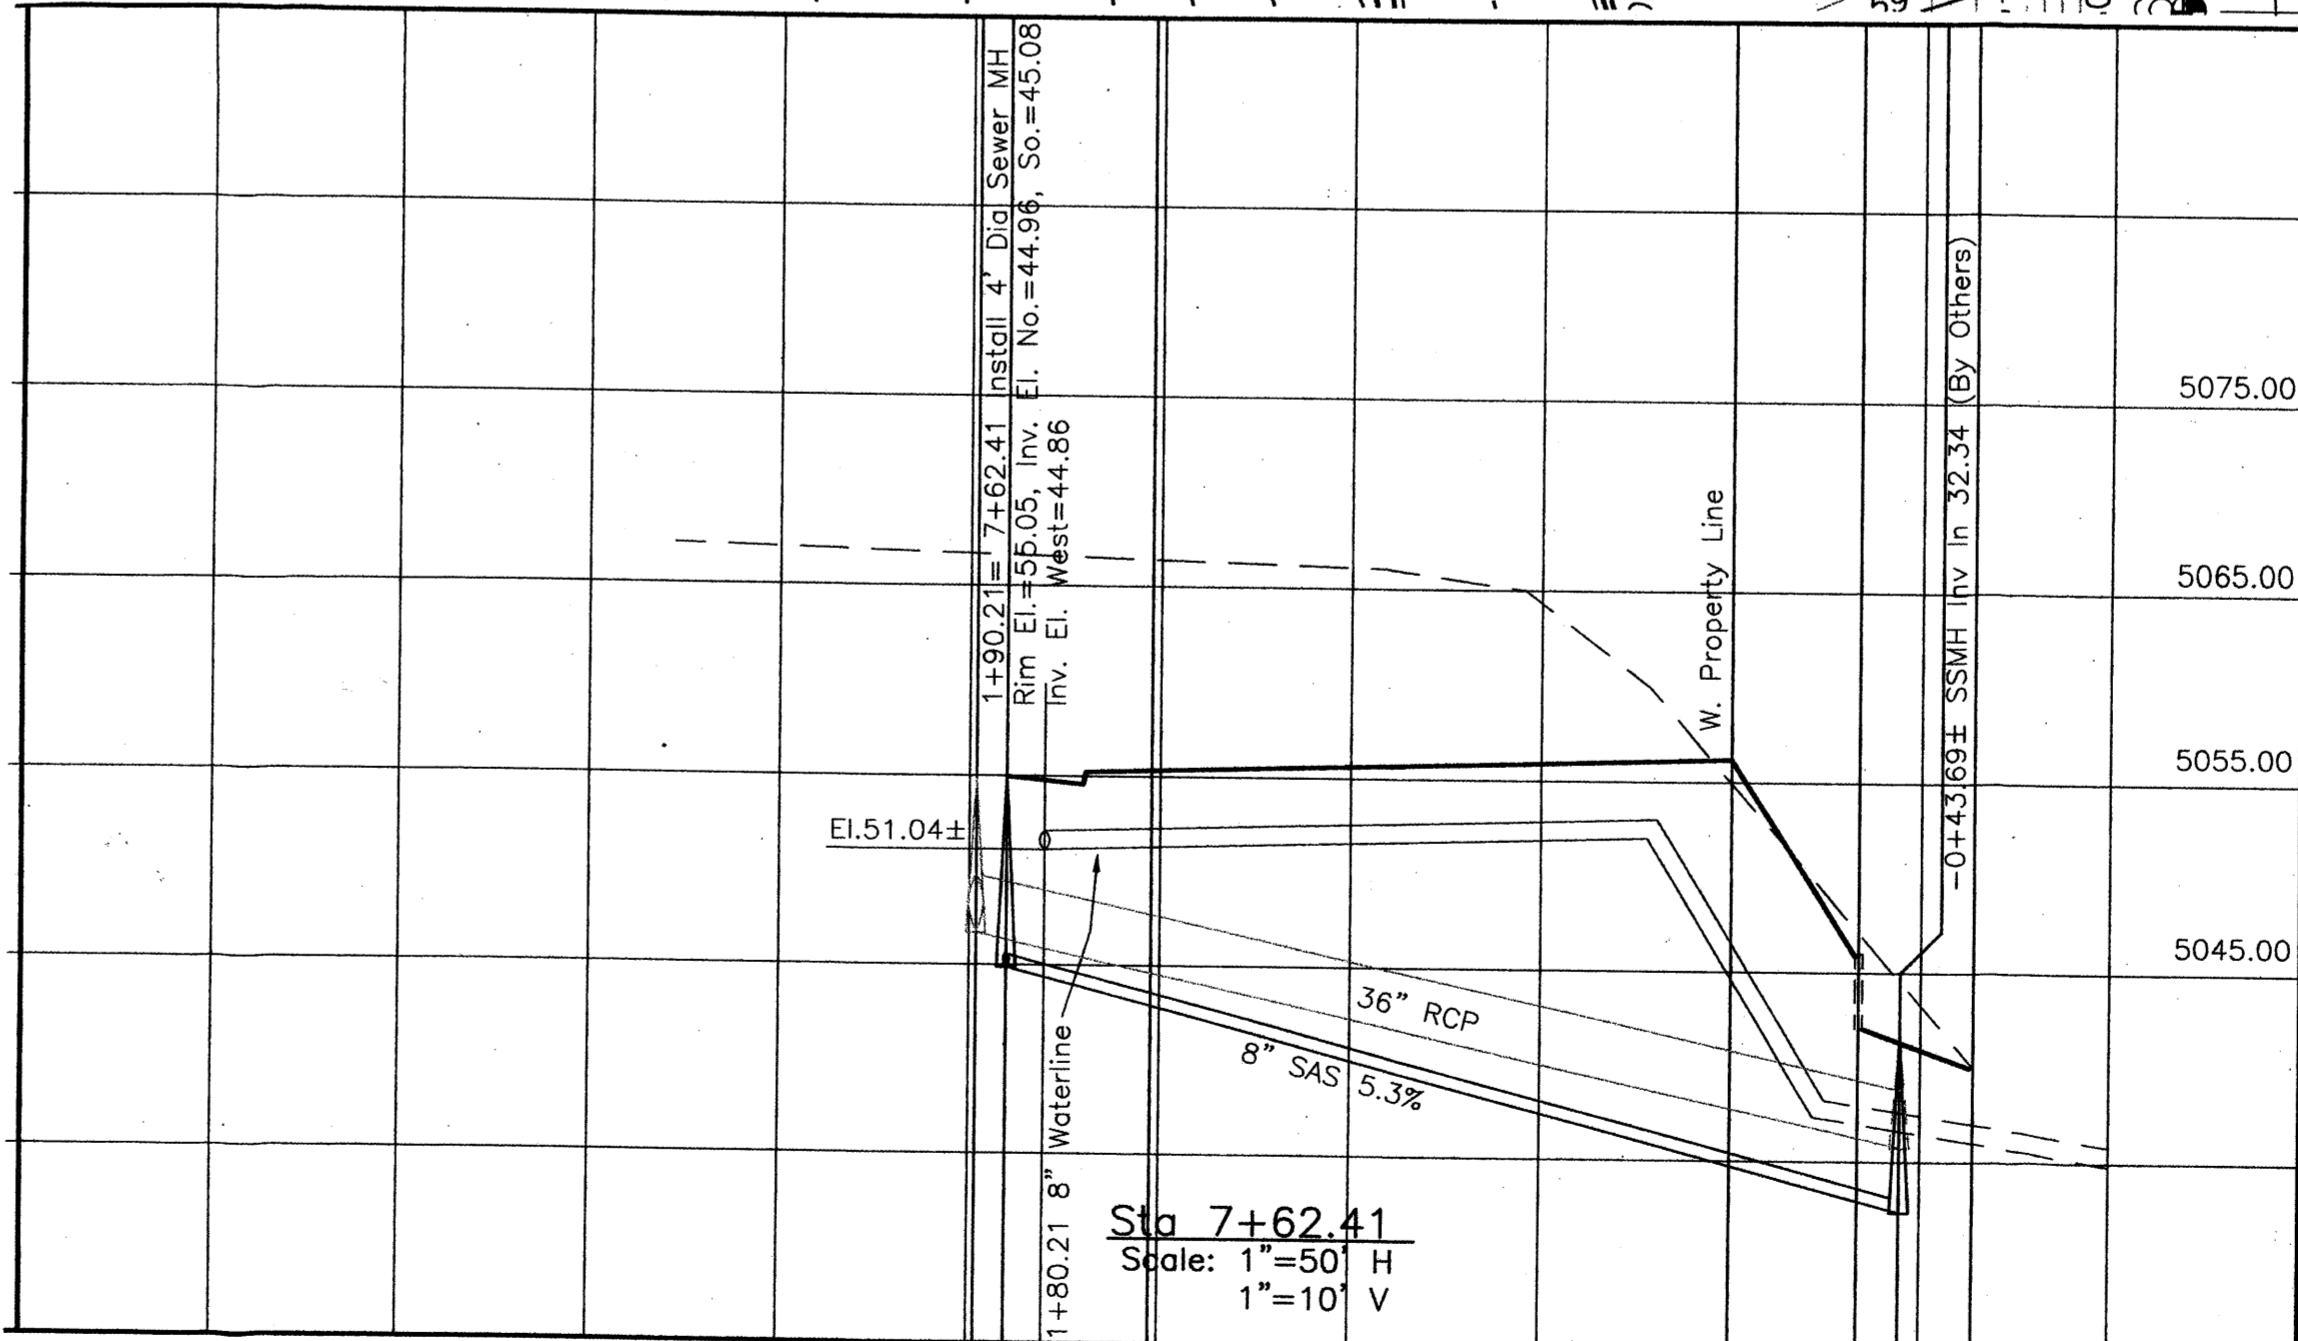 1+90.21= 7+62.41 Install 4' Dia Sewer MH
Rim El.=55.05, Inv. El. No.=44.96, So.=45.08
Inv. El. West=44.86
W. Property Line
-0+43.69± SSMH Inv In 32.34 (By Others)
5075.00
5065.00
5055.00
5045.00
El.51.04±
36" RCP
8" SAS 5.3%
1+80.21 8" Waterline
Sta 7+62.41
Scale: 1"=50' H
1"=10' V